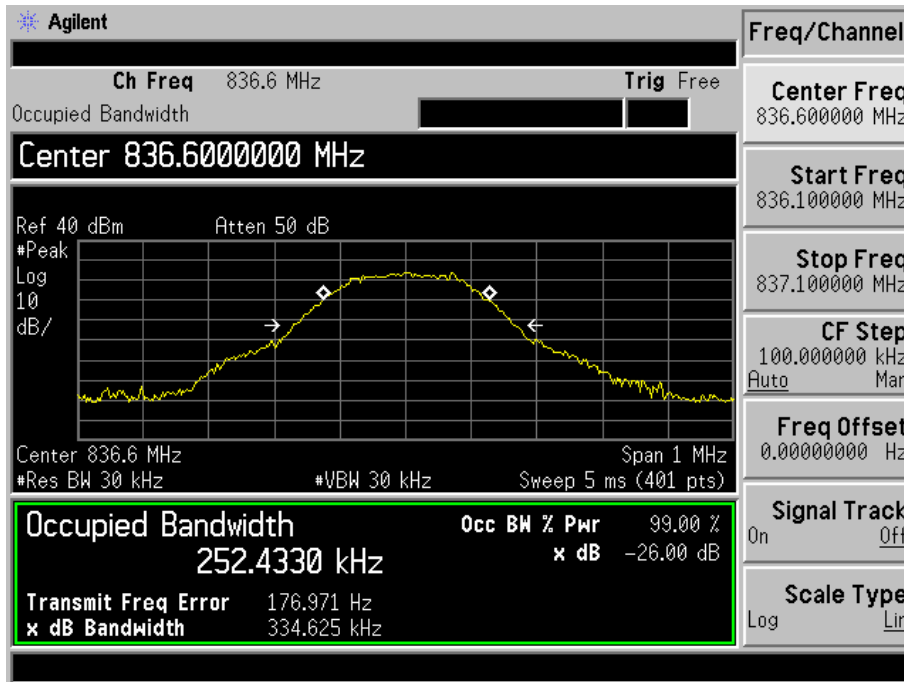 Agilent
Freq/Channel
Ch Freq 836.6 MHz Trig Free
Occupied Bandwidth
Center 836.6000000 MHz
Ref 40 dBm Atten 50 dB
#Peak
Log
10
dB/
Center 836.6 MHz Span 1 MHz
#Res BW 30 kHz #VBW 30 kHz Sweep 5 ms (401 pts)
Occupied Bandwidth
252.4330 kHz
Occ BW % Pwr 99.00 %
x dB -26.00 dB
Transmit Freq Error 176.971 Hz
x dB Bandwidth 334.625 kHz
Center Freq
836.600000 MHz
Start Freq
836.100000 MHz
Stop Freq
837.100000 MHz
CF Step
100.000000 kHz
Auto Man
Freq Offset
0.00000000 Hz
Signal Track
On Off
Scale Type
Log Lin